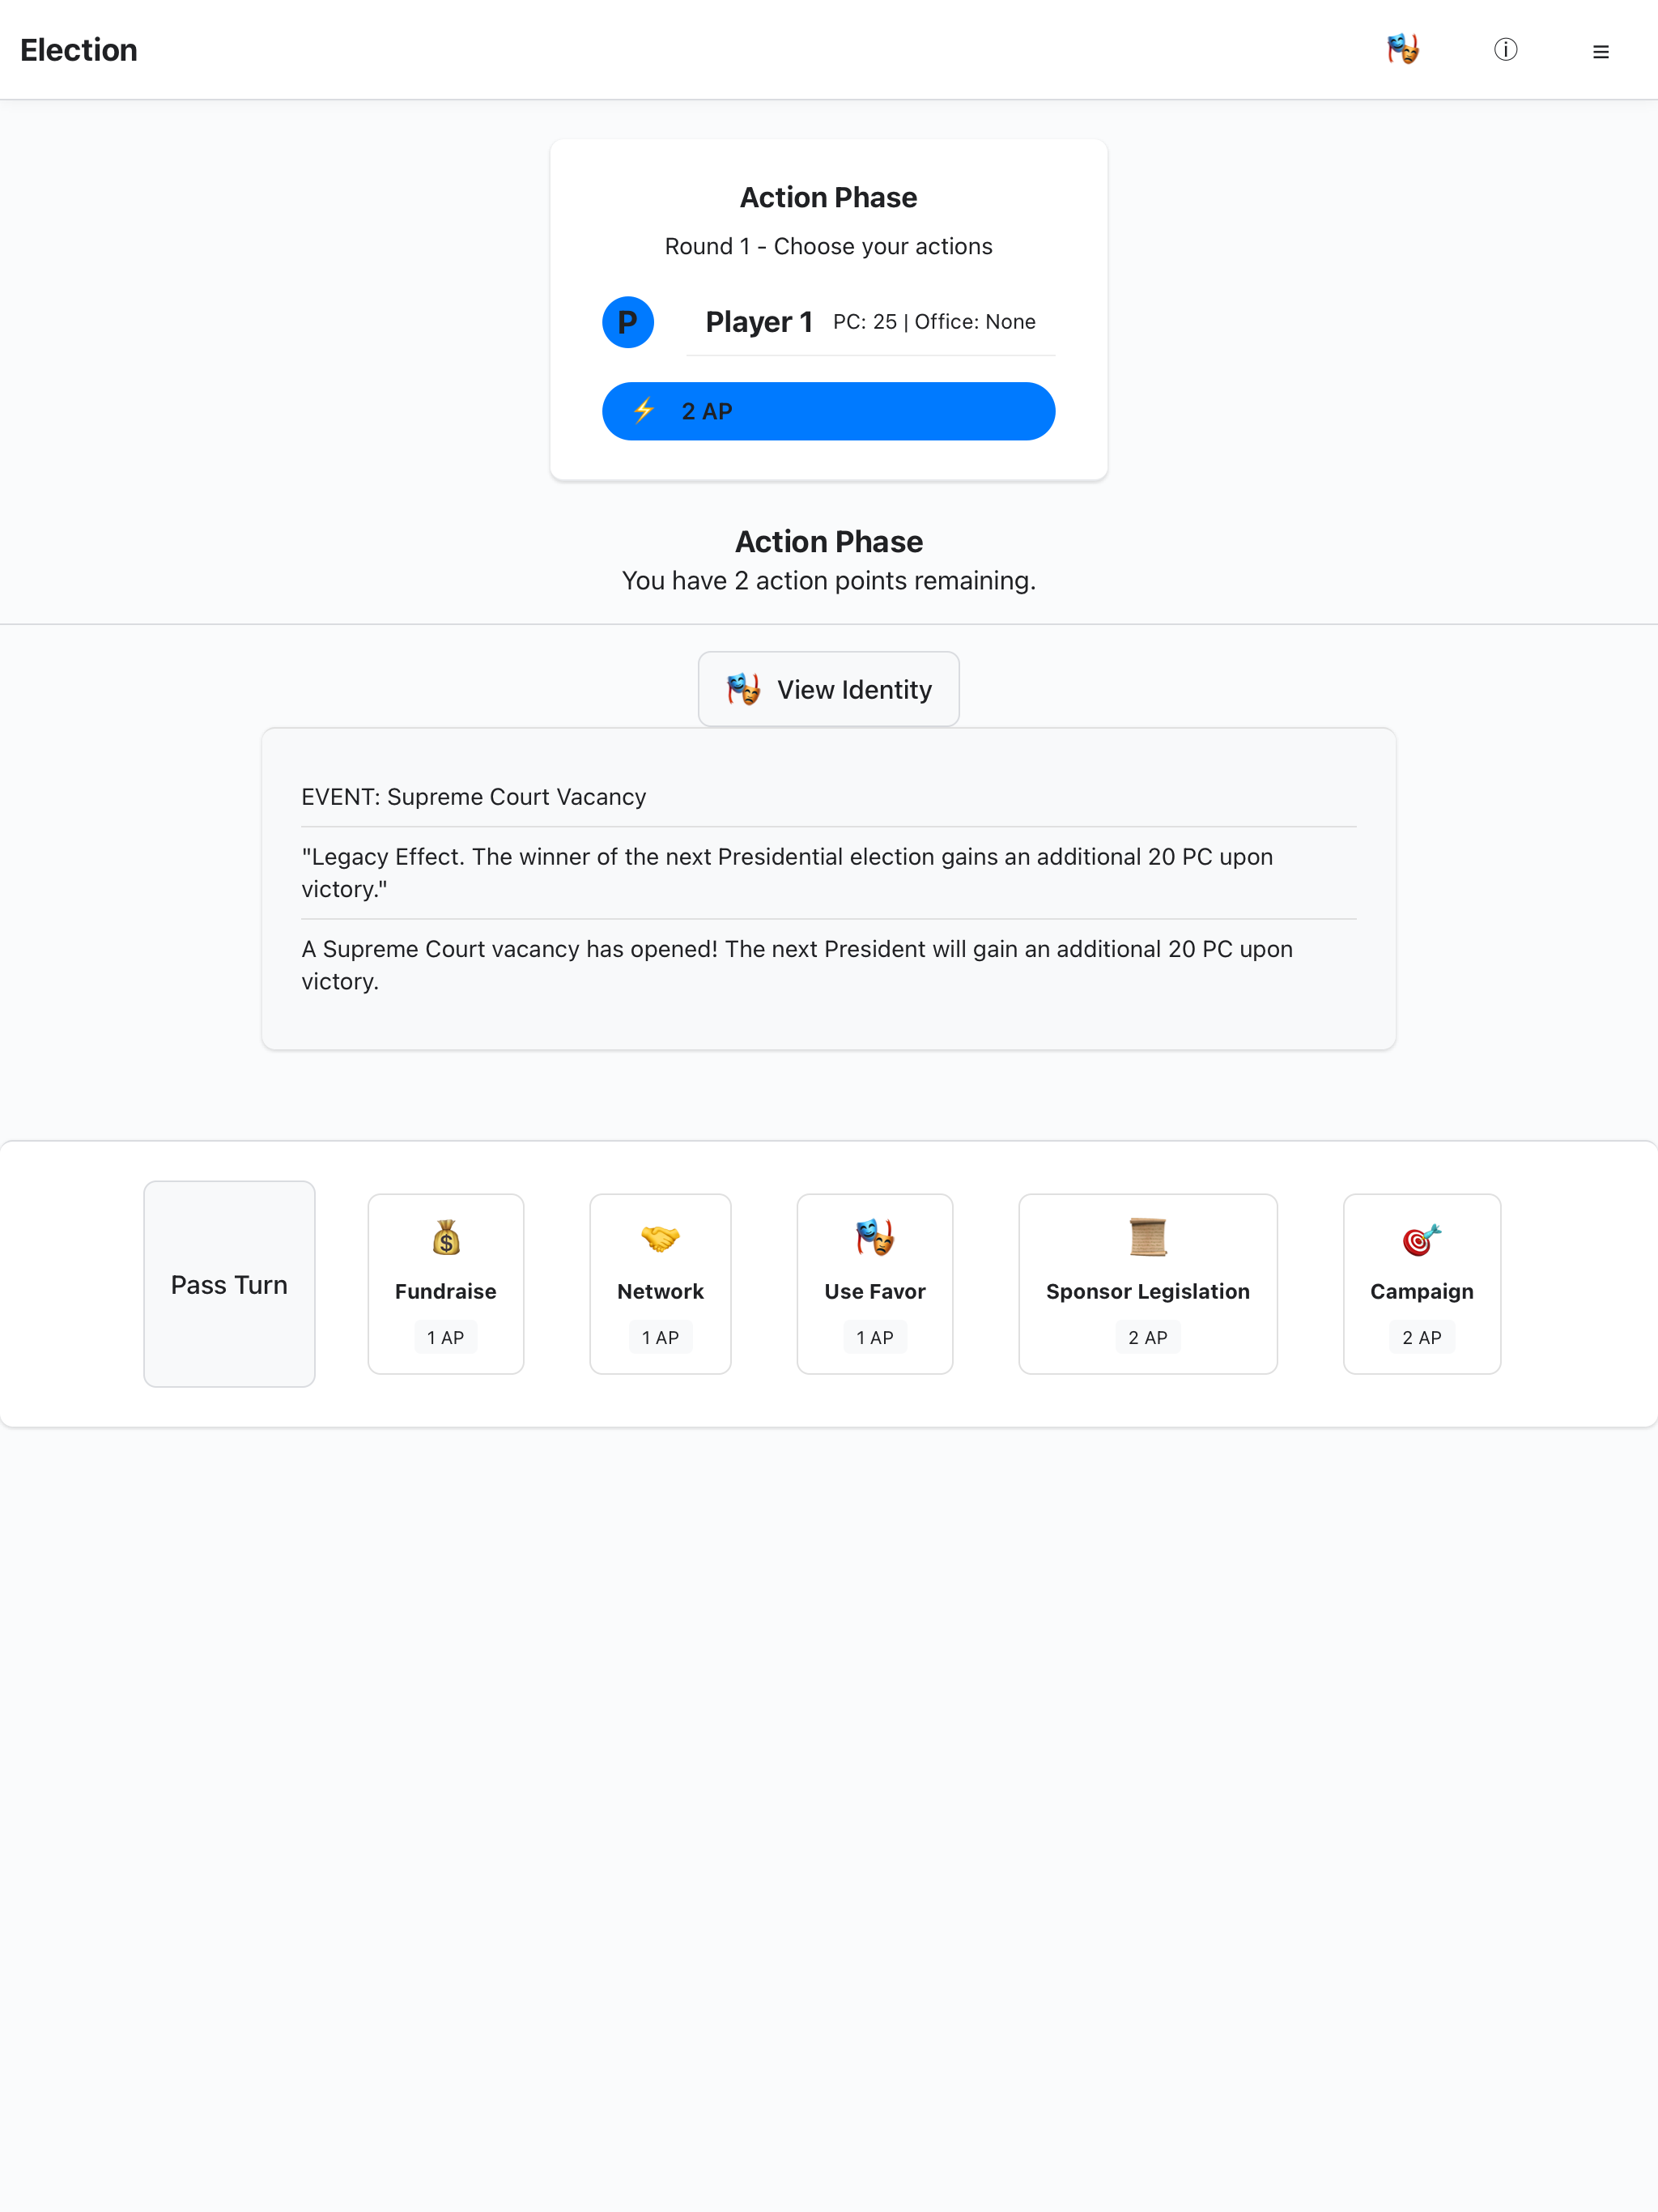 Election
Action Phase
Round 1 - Choose your actions
P
Player 1 PC: 25 | Office: None
2 AP
Action Phase
You have 2 action points remaining.
View Identity
EVENT: Supreme Court Vacancy
"Legacy Effect. The winner of the next Presidential election gains an additional 20 PC upon
victory."
A Supreme Court vacancy has opened! The next President will gain an additional 20 PC upon
victory.
Pass Turn
Fundraise
1 AP
Network
1 AP
Use Favor
1 AP
Sponsor Legislation
2 AP
Campaign
2 AP